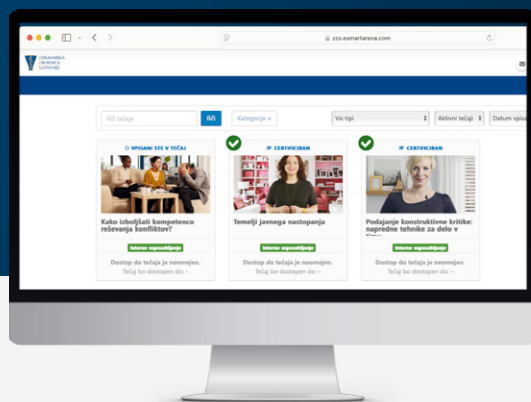 zzs.esmartarena.com
ZDRAVNIŠKA
ZBORNICA
SLOVENIJE
Išči tečaje
Išči
Kategorije
Vsi tipi
Aktivni tečaji
Datum vpisa
VPISANI STE V TEČAJ
CERTIFICIRAN
CERTIFICIRAN
Kako izboljšati kompetenco
reševanja konfliktov?
Temelji javnega nastopanja
Podajanje konstruktivne kritike:
napredne tehnike za delo v
Interno usposabljanje
Interno usposabljanje
Interno usposabljanje
Dostop do tečaja je neomejen.
Tečaj bo dostopen do: -
Dostop do tečaja je neomejen.
Tečaj bo dostopen do: -
Dostop do tečaja je neomejen.
Tečaj bo dostopen do: -